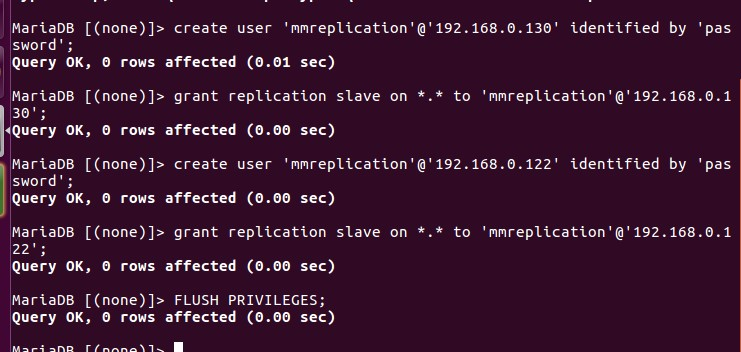 MariaDB [(none)]> create user 'mmreplication'@'192.168.0.130' identified by 'pas
sword';
Query OK, 0 rows affected (0.01 sec)
MariaDB [(none)]> grant replication slave on *.* to 'mmreplication'@'192.168.0.1
30';
Query OK, 0 rows affected (0.00 sec)
MariaDB [(none)]> create user 'mmreplication'@'192.168.0.122' identified by 'pas
sword';
Query OK, 0 rows affected (0.00 sec)
MariaDB [(none)]> grant replication slave on *.* to 'mmreplication'@'192.168.0.1
22';
Query OK, 0 rows affected (0.00 sec)
MariaDB [(none)]> FLUSH PRIVILEGES;
Query OK, 0 rows affected (0.00 sec)
MariaDB [(none)]>